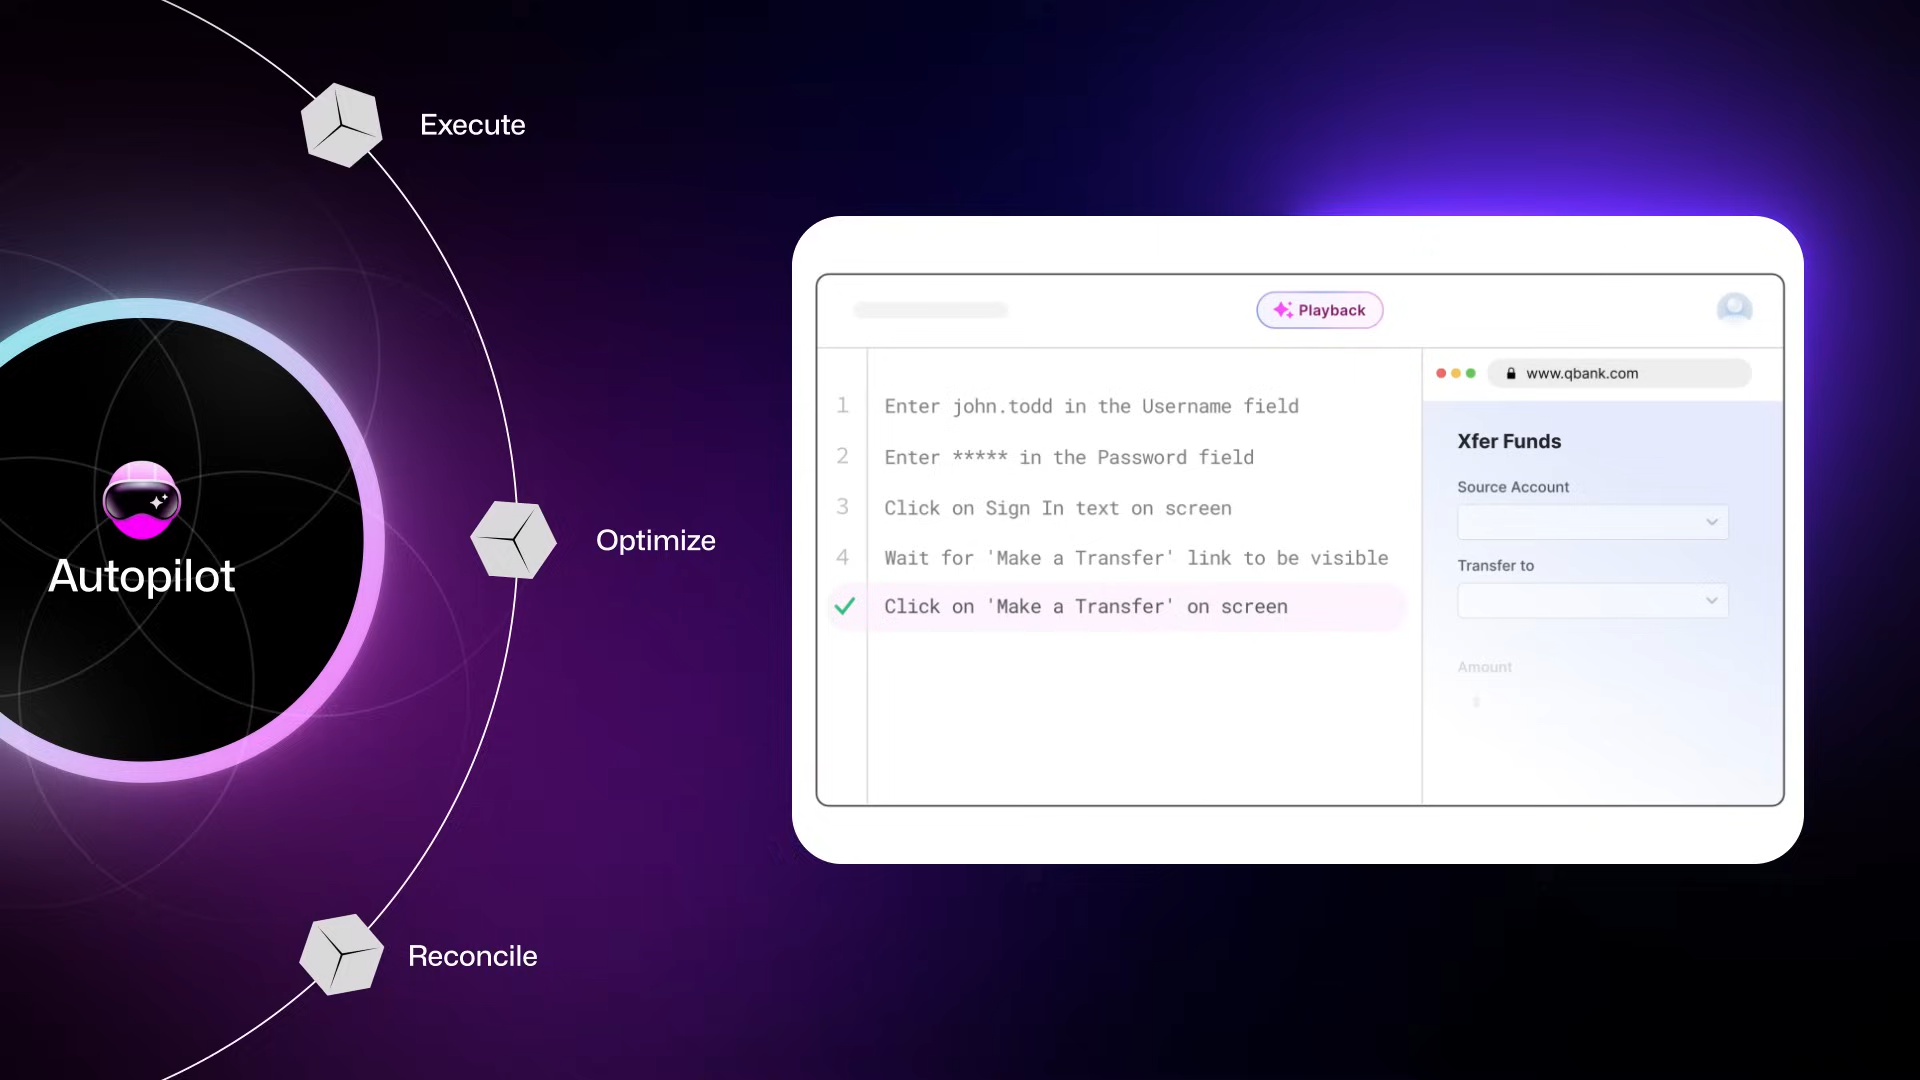 Execute
Optimize
Autopilot
Reconcile
Playback
1 Enter john.todd in the Username field
2 Enter ***** in the Password field
3 Click on Sign In text on screen
4 Wait for 'Make a Transfer' link to be visible
Click on 'Make a Transfer' on screen
www.qbank.com
Xfer Funds
Source Account
Transfer to
Amount